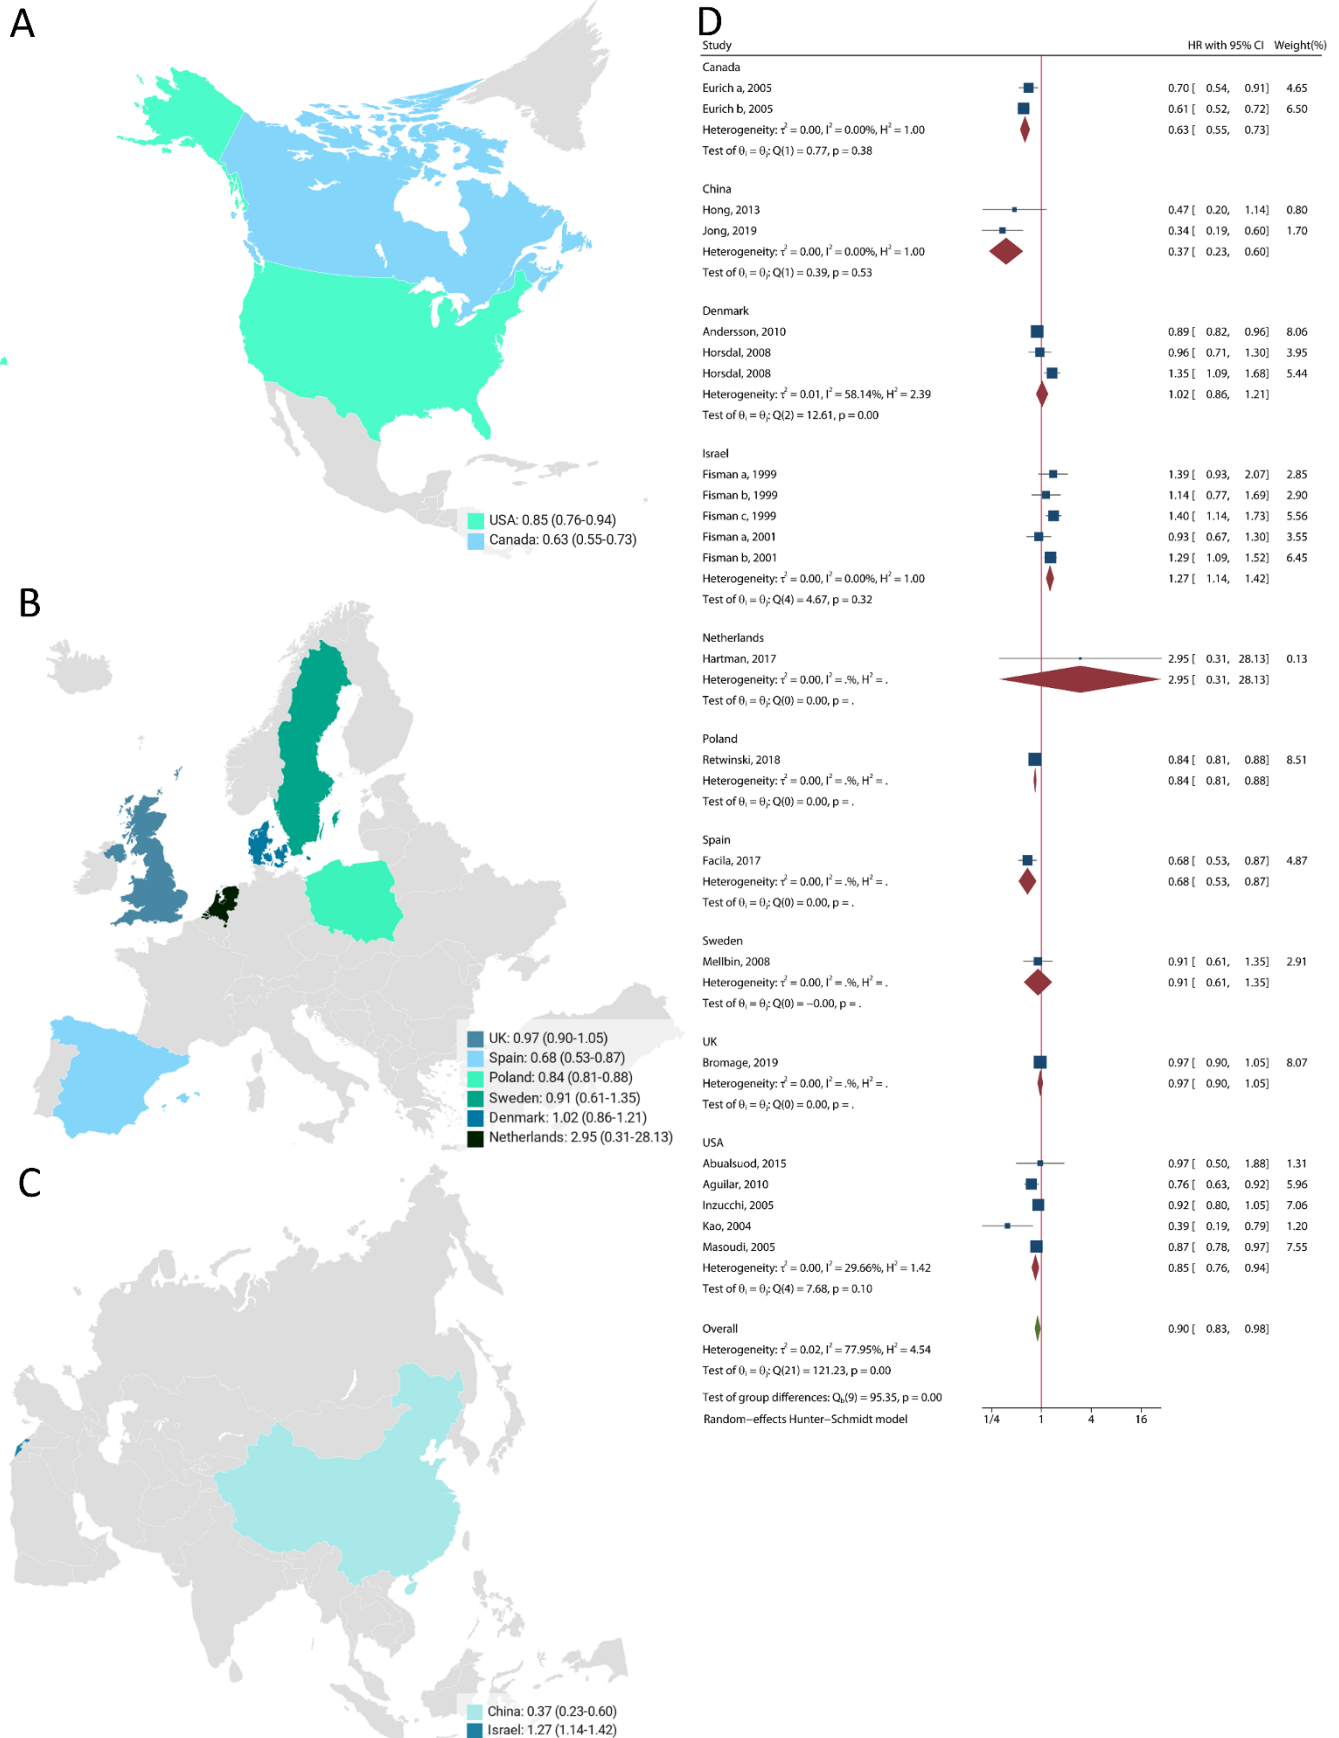 A
USA: 0.85 (0.76-0.94)
Canada: 0.63 (0.55-0.73)
B
UK: 0.97 (0.90-1.05)
Spain: 0.68 (0.53-0.87)
Poland: 0.84 (0.81-0.88)
Sweden: 0.91 (0.61-1.35)
Denmark: 1.02 (0.86-1.21)
Netherlands: 2.95 (0.31-28.13)
C
China: 0.37 (0.23-0.60)
Israel: 1.27 (1.14-1.42)
D
Study HR with 95% CI Weight(%)
Canada
Eurich a, 2005 0.70 [ 0.54, 0.91] 4.65
Eurich b, 2005 0.61 [ 0.52, 0.72] 6.50
Heterogeneity: τ² = 0.00, I² = 0.00%, H² = 1.00 0.63 [ 0.55, 0.73]
Test of θᵢ = θⱼ: Q(1) = 0.77, p = 0.38
China
Hong, 2013 0.47 [ 0.20, 1.14] 0.80
Jong, 2019 0.34 [ 0.19, 0.60] 1.70
Heterogeneity: τ² = 0.00, I² = 0.00%, H² = 1.00 0.37 [ 0.23, 0.60]
Test of θᵢ = θⱼ: Q(1) = 0.39, p = 0.53
Denmark
Andersson, 2010 0.89 [ 0.82, 0.96] 8.06
Horsdal, 2008 0.96 [ 0.71, 1.30] 3.95
Horsdal, 2008 1.35 [ 1.09, 1.68] 5.44
Heterogeneity: τ² = 0.01, I² = 58.14%, H² = 2.39 1.02 [ 0.86, 1.21]
Test of θᵢ = θⱼ: Q(2) = 12.61, p = 0.00
Israel
Fisman a, 1999 1.39 [ 0.93, 2.07] 2.85
Fisman b, 1999 1.14 [ 0.77, 1.69] 2.90
Fisman c, 1999 1.40 [ 1.14, 1.73] 5.56
Fisman a, 2001 0.93 [ 0.67, 1.30] 3.55
Fisman b, 2001 1.29 [ 1.09, 1.52] 6.45
Heterogeneity: τ² = 0.00, I² = 0.00%, H² = 1.00 1.27 [ 1.14, 1.42]
Test of θᵢ = θⱼ: Q(4) = 4.67, p = 0.32
Netherlands
Hartman, 2017 2.95 [ 0.31, 28.13] 0.13
Heterogeneity: τ² = 0.00, I² = .%, H² = . 2.95 [ 0.31, 28.13]
Test of θᵢ = θⱼ: Q(0) = 0.00, p = .
Poland
Retwinski, 2018 0.84 [ 0.81, 0.88] 8.51
Heterogeneity: τ² = 0.00, I² = .%, H² = . 0.84 [ 0.81, 0.88]
Test of θᵢ = θⱼ: Q(0) = 0.00, p = .
Spain
Facila, 2017 0.68 [ 0.53, 0.87] 4.87
Heterogeneity: τ² = 0.00, I² = .%, H² = . 0.68 [ 0.53, 0.87]
Test of θᵢ = θⱼ: Q(0) = 0.00, p = .
Sweden
Mellbin, 2008 0.91 [ 0.61, 1.35] 2.91
Heterogeneity: τ² = 0.00, I² = .%, H² = . 0.91 [ 0.61, 1.35]
Test of θᵢ = θⱼ: Q(0) = −0.00, p = .
UK
Bromage, 2019 0.97 [ 0.90, 1.05] 8.07
Heterogeneity: τ² = 0.00, I² = .%, H² = . 0.97 [ 0.90, 1.05]
Test of θᵢ = θⱼ: Q(0) = 0.00, p = .
USA
Abualsuod, 2015 0.97 [ 0.50, 1.88] 1.31
Aguilar, 2010 0.76 [ 0.63, 0.92] 5.96
Inzucchi, 2005 0.92 [ 0.80, 1.05] 7.06
Kao, 2004 0.39 [ 0.19, 0.79] 1.20
Masoudi, 2005 0.87 [ 0.78, 0.97] 7.55
Heterogeneity: τ² = 0.00, I² = 29.66%, H² = 1.42 0.85 [ 0.76, 0.94]
Test of θᵢ = θⱼ: Q(4) = 7.68, p = 0.10
Overall 0.90 [ 0.83, 0.98]
Heterogeneity: τ² = 0.02, I² = 77.95%, H² = 4.54
Test of θᵢ = θⱼ: Q(21) = 121.23, p = 0.00
Test of group differences: Q_b(9) = 95.35, p = 0.00
1/4 1 4 16
Random−effects Hunter−Schmidt model